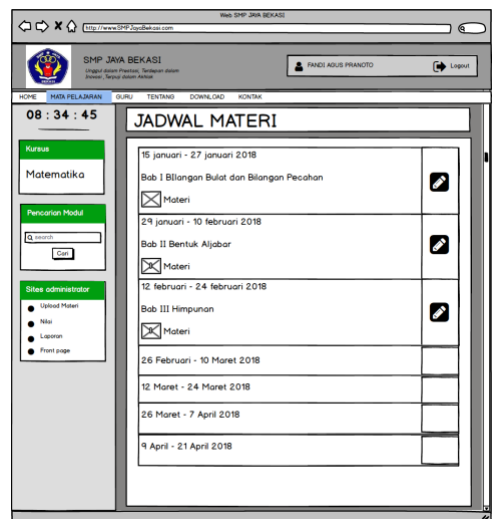 Web SMP JAYA BEKASI
http://www.SMPJayaBekasi.com
SMP JAYA BEKASI
Unggul dalam Prestasi, Terdepan dalam
Inovasi, Terpuji dalam Akhlak
PANDI AGUS PRANOTO
Logout
HOME MATA PELAJARAN GURU TENTANG DOWNLOAD KONTAK
08 : 34 : 45
JADWAL MATERI
Kursus
Matematika
Pencarian Modul
search
Cari
Sites administrator
Upload Materi
Nilai
Laporan
Front page
15 januari - 27 januari 2018
Bab I BIlangan Bulat dan Bilangan Pecahan
Materi
29 januari - 10 februari 2018
Bab II Bentuk Aljabar
Materi
12 februari - 24 februari 2018
Bab III Himpunan
Materi
26 Februari - 10 Maret 2018
12 Maret - 24 Maret 2018
26 Maret - 7 April 2018
9 April - 21 April 2018